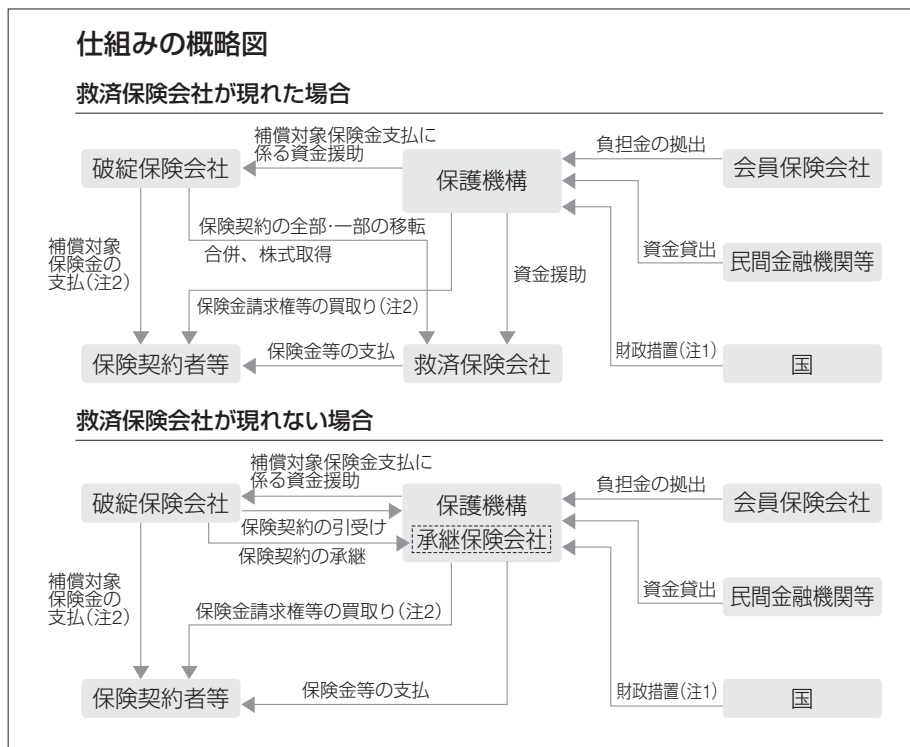 仕組みの概略図
救済保険会社が現れた場合
補償対象保険金支払に
係る資金援助
負担金の拠出
破綻保険会社
保護機構
会員保険会社
保険契約の全部・一部の移転
合併、株式取得
補償対象
保険金の
支払(注2)
資金貸出
民間金融機関等
資金援助
保険金請求権等の買取り(注2)
保険金等の支払
財政措置(注1)
保険契約者等
救済保険会社
国
救済保険会社が現れない場合
補償対象保険金支払に
係る資金援助
負担金の拠出
破綻保険会社
保護機構
会員保険会社
保険契約の引受け
承継保険会社
保険契約の承継
補償対象
保険金の
支払(注2)
資金貸出
民間金融機関等
保険金請求権等の買取り(注2)
保険金等の支払
財政措置(注1)
保険契約者等
国